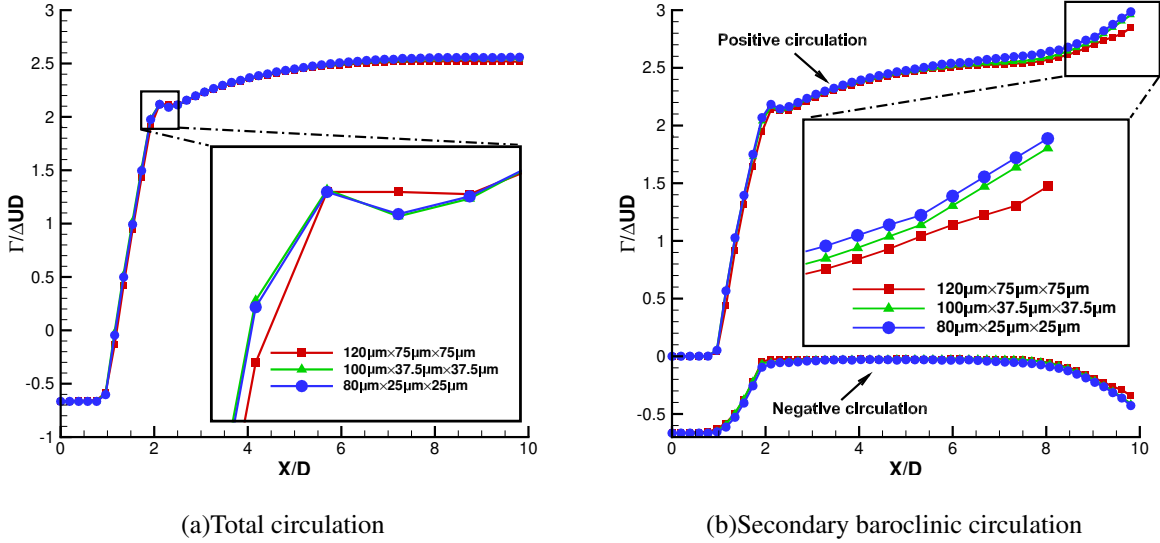 3
2.5
2
1.5
1
0.5
0
-0.5
-1
Γ/ΔUD
120μm×75μm×75μm
100μm×37.5μm×37.5μm
80μm×25μm×25μm
0 2 4 6 8 10
X/D
(a)Total circulation
3
2.5
2
1.5
1
0.5
0
-0.5
Γ/ΔUD
Positive circulation
120μm×75μm×75μm
100μm×37.5μm×37.5μm
80μm×25μm×25μm
Negative circulation
0 2 4 6 8 10
X/D
(b)Secondary baroclinic circulation